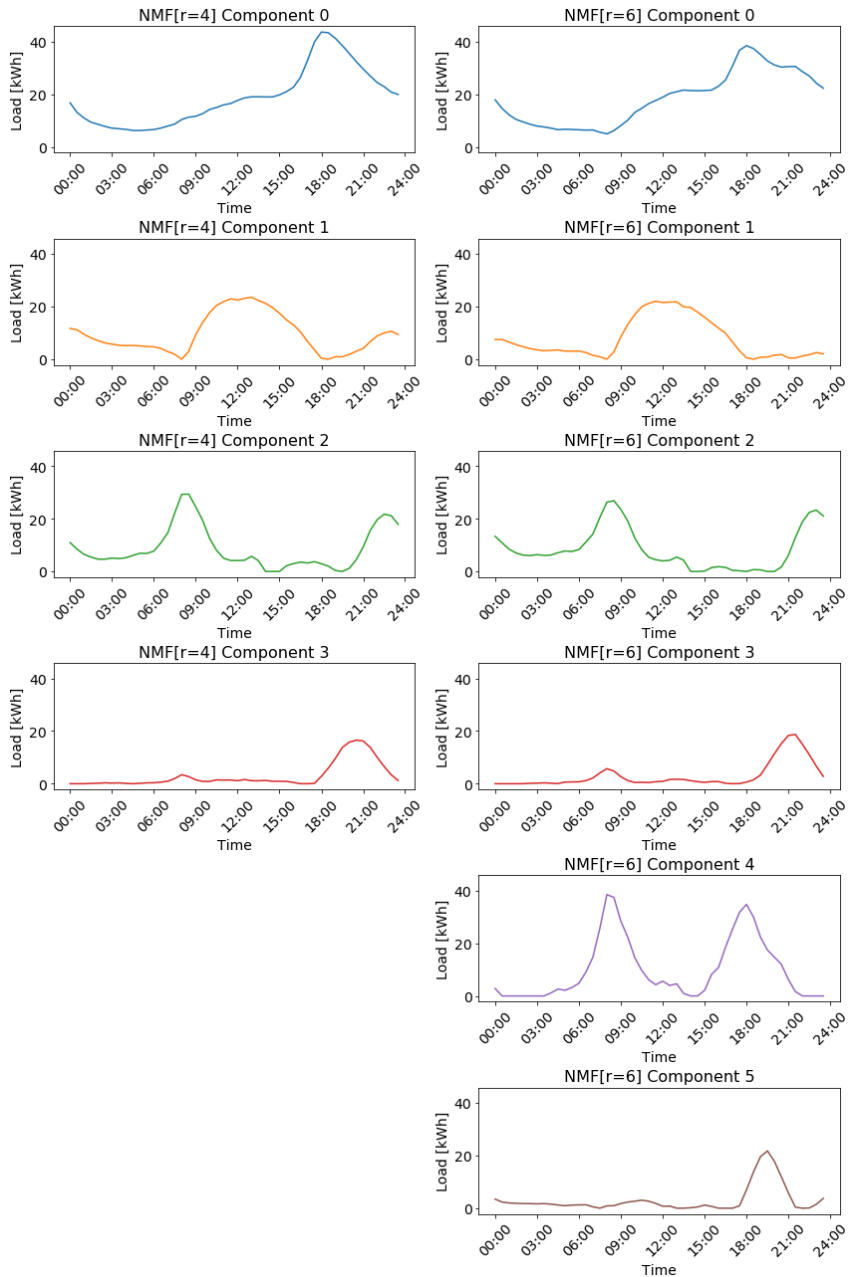 NMF[r=4] Component 0
Load [kWh]
40
20
0
00:00 03:00 06:00 09:00 12:00 15:00 18:00 21:00 24:00
Time
NMF[r=6] Component 0
Load [kWh]
40
20
0
00:00 03:00 06:00 09:00 12:00 15:00 18:00 21:00 24:00
Time
NMF[r=4] Component 1
Load [kWh]
40
20
0
00:00 03:00 06:00 09:00 12:00 15:00 18:00 21:00 24:00
Time
NMF[r=6] Component 1
Load [kWh]
40
20
0
00:00 03:00 06:00 09:00 12:00 15:00 18:00 21:00 24:00
Time
NMF[r=4] Component 2
Load [kWh]
40
20
0
00:00 03:00 06:00 09:00 12:00 15:00 18:00 21:00 24:00
Time
NMF[r=6] Component 2
Load [kWh]
40
20
0
00:00 03:00 06:00 09:00 12:00 15:00 18:00 21:00 24:00
Time
NMF[r=4] Component 3
Load [kWh]
40
20
0
00:00 03:00 06:00 09:00 12:00 15:00 18:00 21:00 24:00
Time
NMF[r=6] Component 3
Load [kWh]
40
20
0
00:00 03:00 06:00 09:00 12:00 15:00 18:00 21:00 24:00
Time
NMF[r=6] Component 4
Load [kWh]
40
20
0
00:00 03:00 06:00 09:00 12:00 15:00 18:00 21:00 24:00
Time
NMF[r=6] Component 5
Load [kWh]
40
20
0
00:00 03:00 06:00 09:00 12:00 15:00 18:00 21:00 24:00
Time